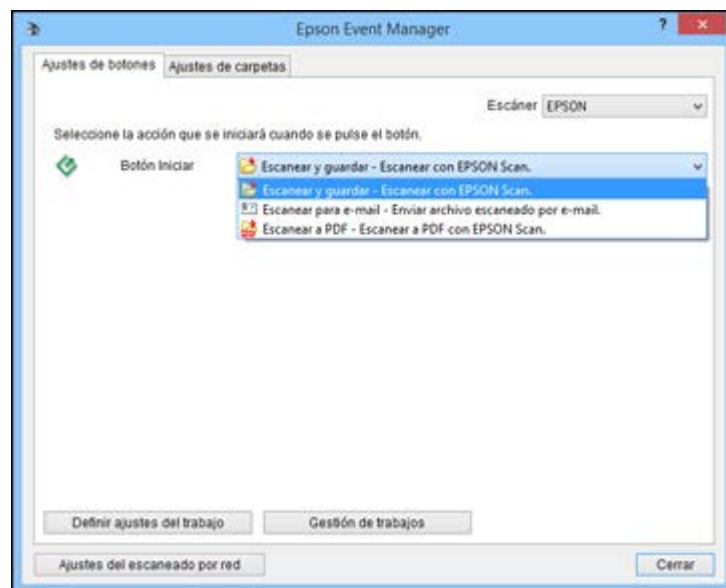 Epson Event Manager
?
Ajustes de botones Ajustes de carpetas
Escáner EPSON
Seleccione la acción que se iniciará cuando se pulse el botón.
Botón Iniciar Escanear y guardar - Escanear con EPSON Scan.
Escanear y guardar - Escanear con EPSON Scan.
Escanear para e-mail - Enviar archivo escaneado por e-mail.
Escanear a PDF - Escanear a PDF con EPSON Scan.
Definir ajustes del trabajo Gestión de trabajos
Ajustes del escaneado por red Cerrar